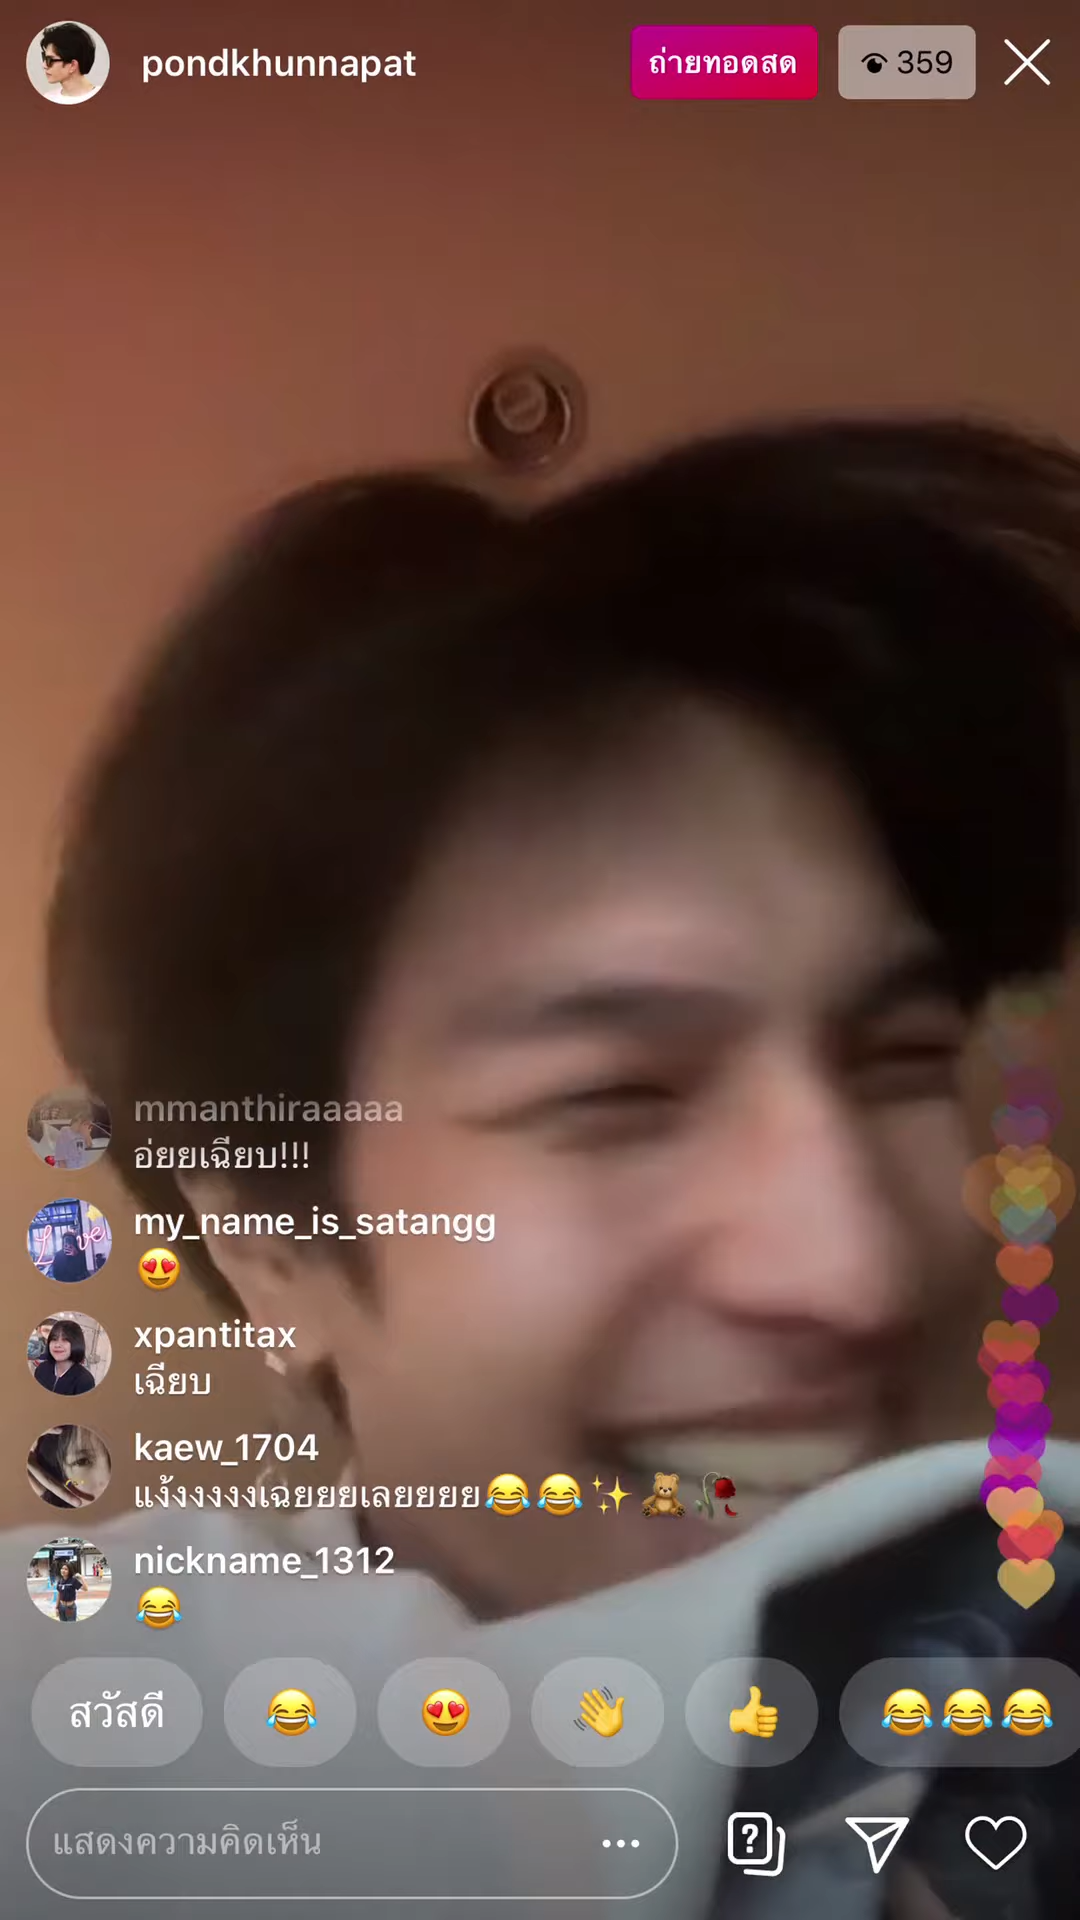 pondkhunnapat
ถ่ายทอดสด
359
mmanthiraaaaa
อ่ยยเฉียบ!!!
my_name_is_satangg
😍
xpantitax
เฉียบ
kaew_1704
แง้งงงงงเฉยยยเลยยยย😂😂✨🧸🥀
nickname_1312
😂
สวัสดี 😂 😍 👋 👍 😂😂😂
แสดงความคิดเห็น